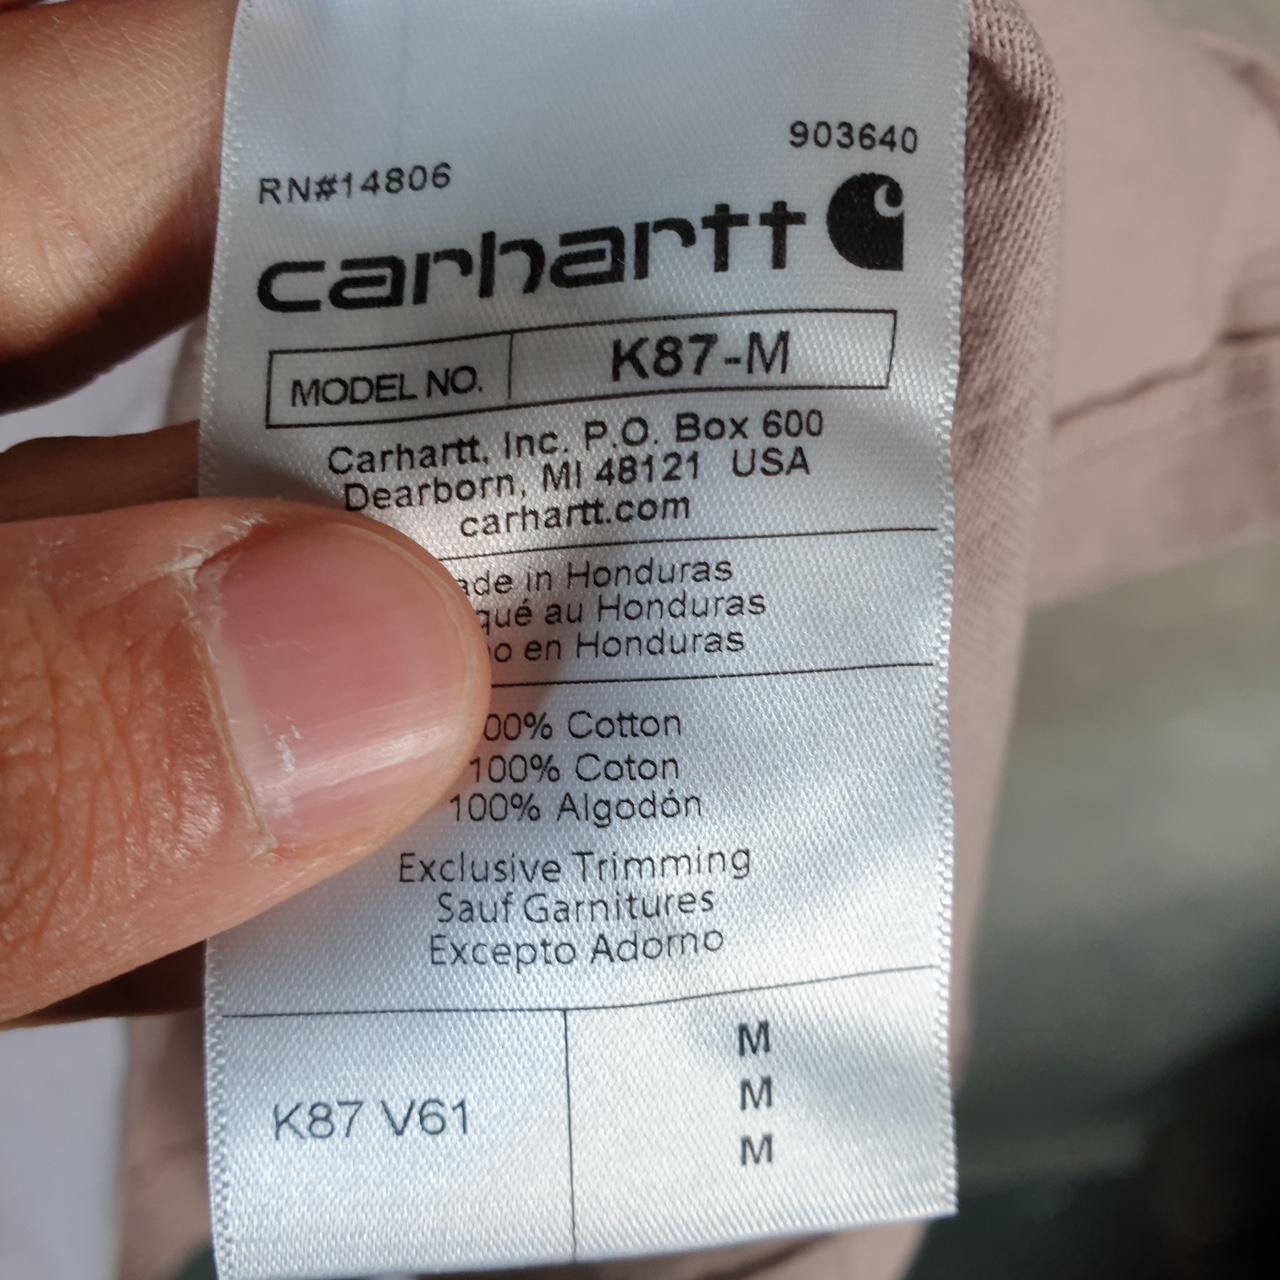 903640
RN#14806
carhartt
MODEL NO. K87-M
Carhartt, Inc. P.O. Box 600
Dearborn, MI 48121 USA
carhartt.com
ade in Honduras
qué au Honduras
o en Honduras
00% Cotton
100% Coton
100% Algodón
Exclusive Trimming
Sauf Garnitures
Excepto Adorno
K87 V61
M
M
M